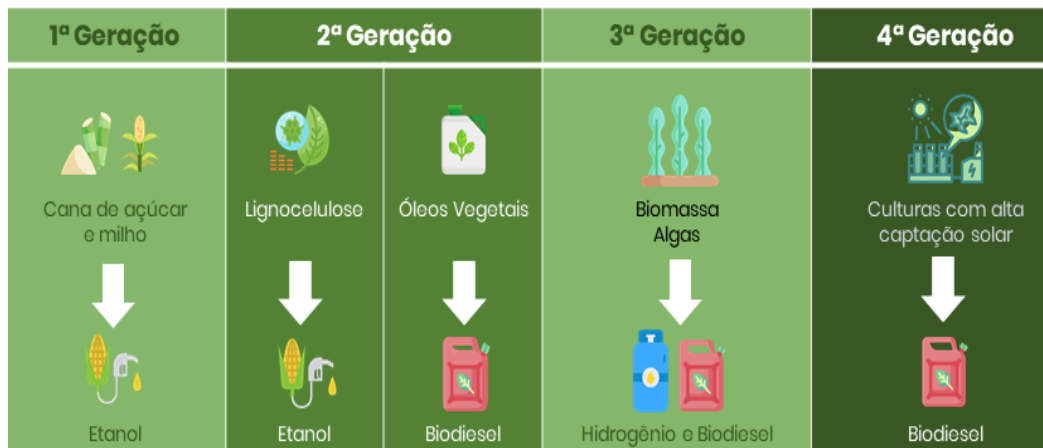 1ª Geração
2ª Geração
3ª Geração
4ª Geração
Cana de açúcar
e milho
Lignocelulose
Óleos Vegetais
Biomassa
Algas
Culturas com alta
captação solar
Etanol
Etanol
Biodiesel
Hidrogênio e Biodiesel
Biodiesel